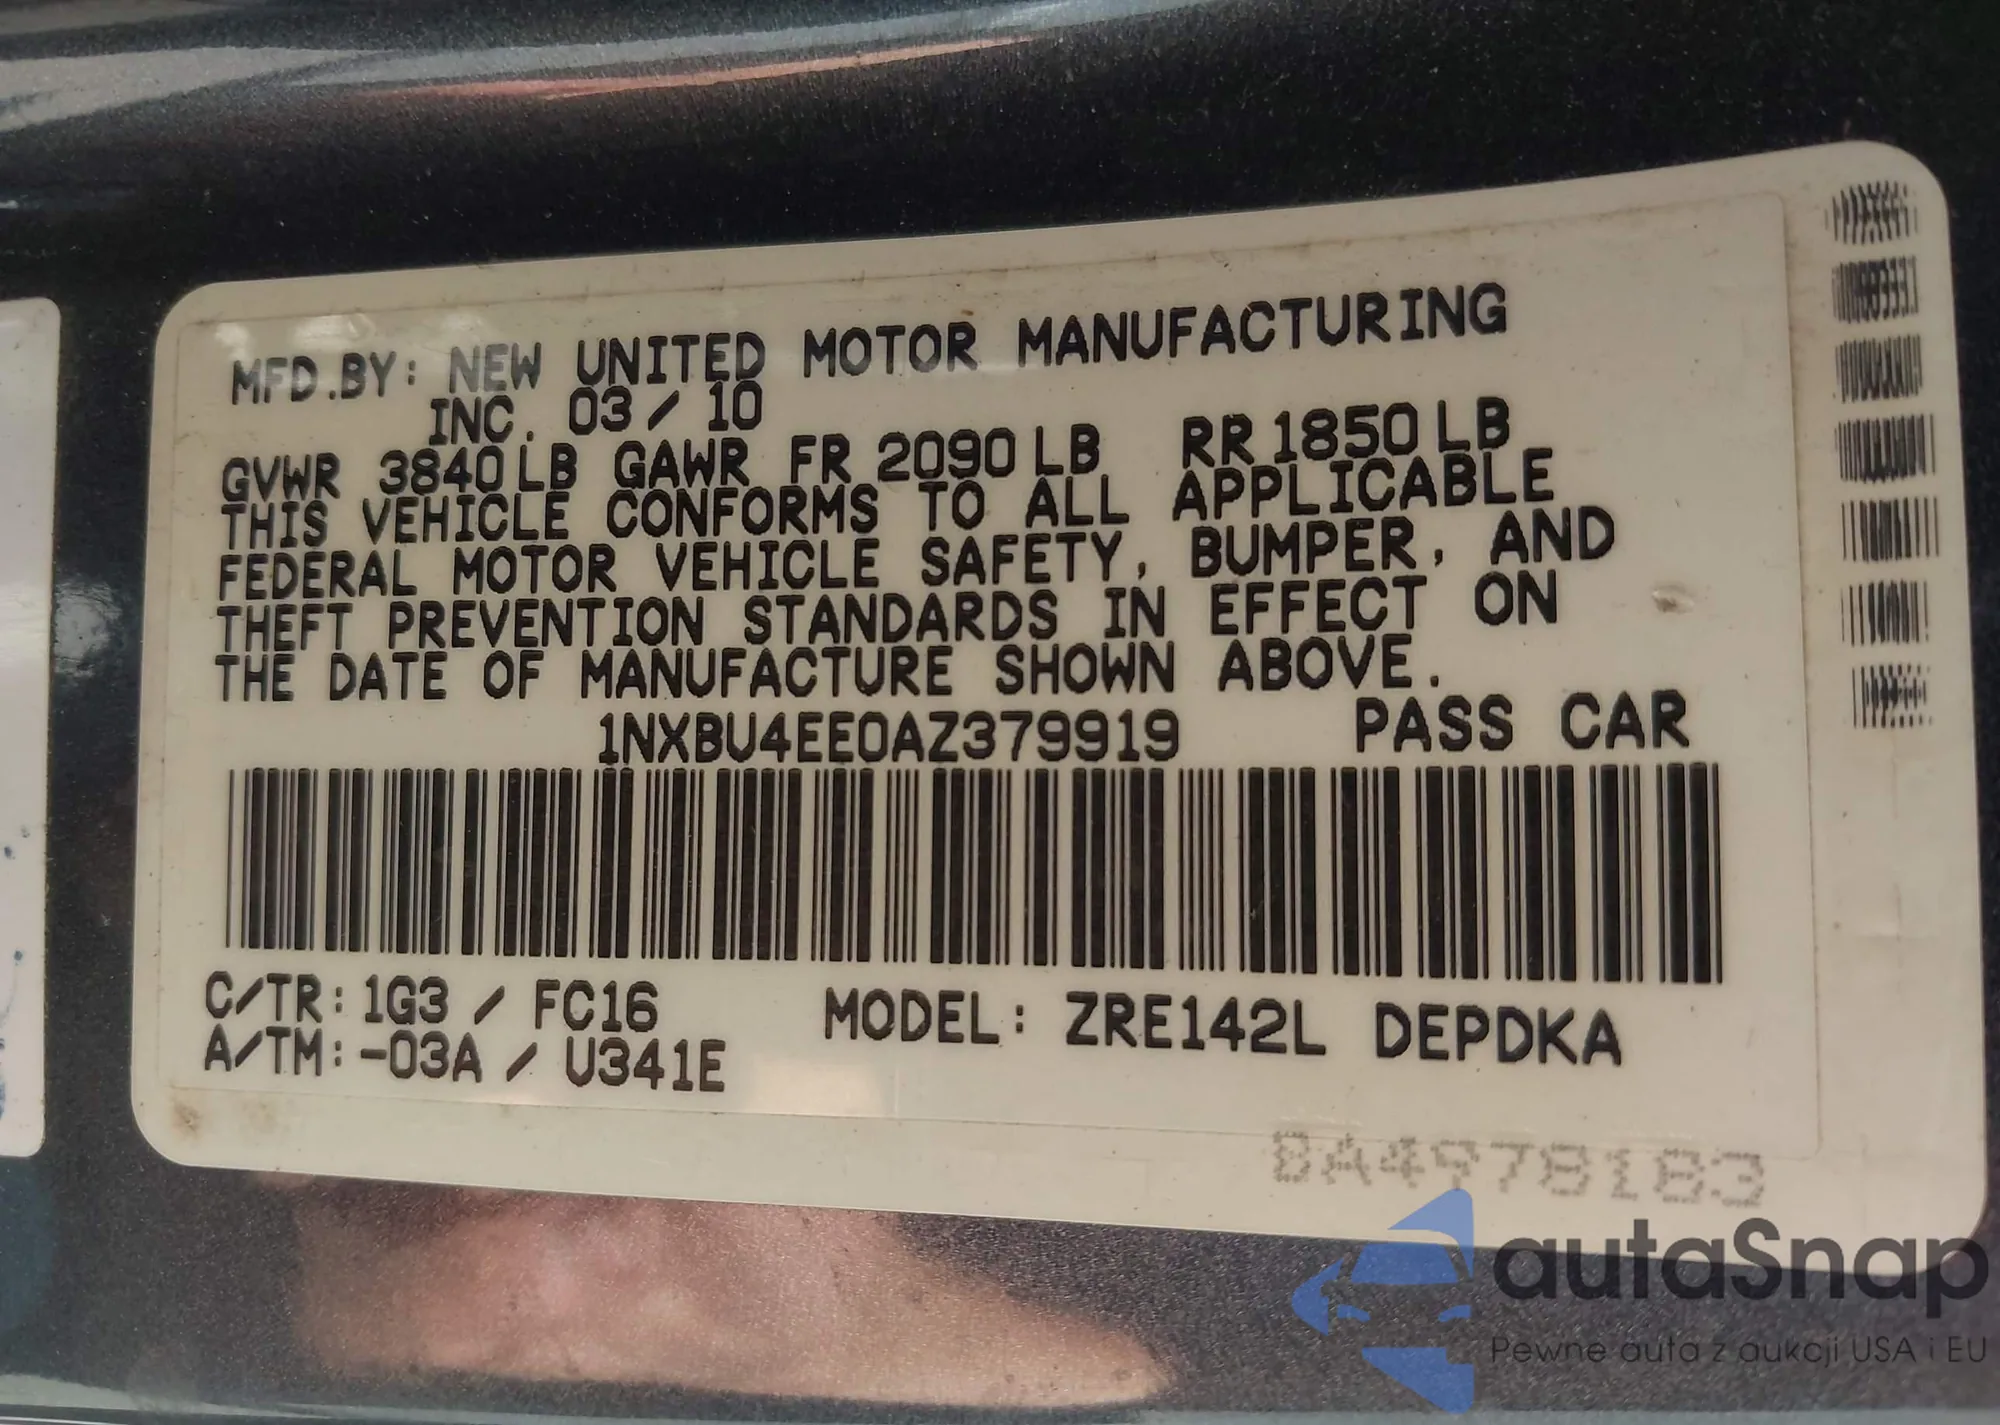 MFD.BY: NEW UNITED MOTOR MANUFACTURING
INC. 03 / 10
GVWR 3840 LB GAWR FR 2090 LB RR 1850 LB
THIS VEHICLE CONFORMS TO ALL APPLICABLE
FEDERAL MOTOR VEHICLE SAFETY, BUMPER, AND
THEFT PREVENTION STANDARDS IN EFFECT ON
THE DATE OF MANUFACTURE SHOWN ABOVE.
1NXBU4EE0AZ379919 PASS CAR
C/TR: 1G3 / FC16 MODEL: ZRE142L DEPDKA
A/TM: -03A / U341E
BA4978183
autaSnap
Pewne auta z aukcji USA i EU